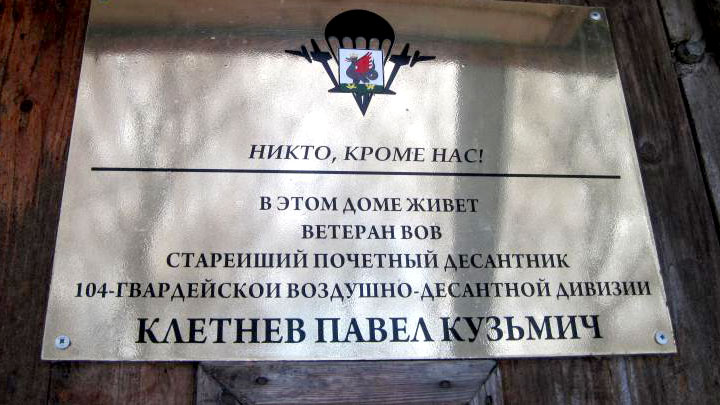 НИКТО, КРОМЕ НАС!
В ЭТОМ ДОМЕ ЖИВЕТ
ВЕТЕРАН ВОВ
СТАРЕИШИЙ ПОЧЕТНЫЙ ДЕСАНТНИК
104-ГВАРДЕЙСКОИ ВОЗДУШНО-ДЕСАНТНОЙ ДИВИЗИИ
КЛЕТНЕВ ПАВЕЛ КУЗЬМИЧ